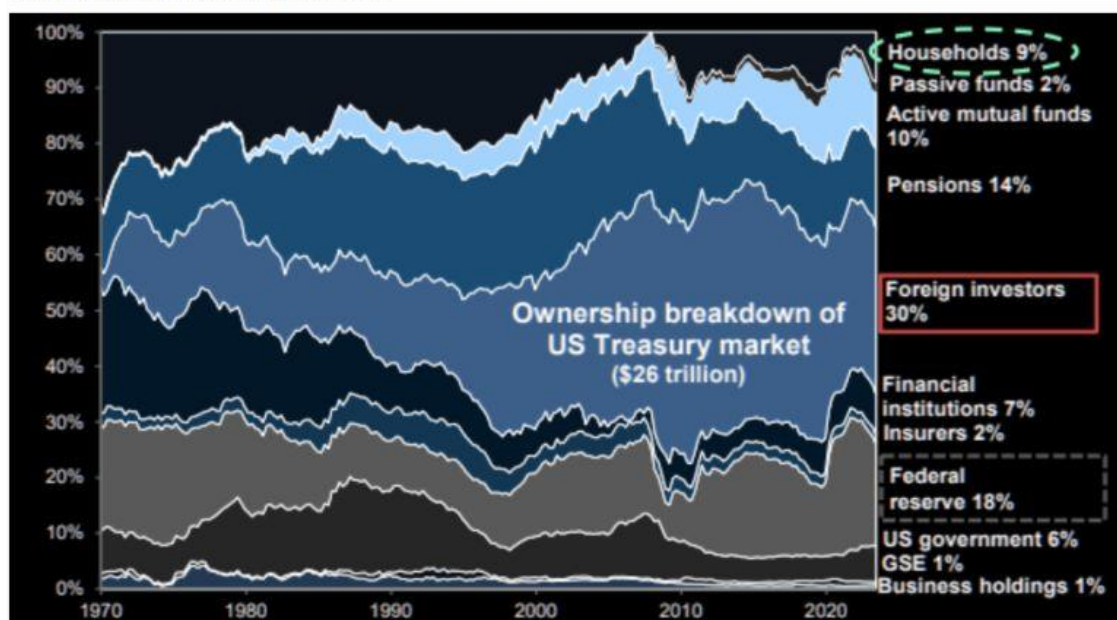 100%
90%
80%
70%
60%
50%
40%
30%
20%
10%
0%
1970 1980 1990 2000 2010 2020
Ownership breakdown of
US Treasury market
($26 trillion)
Households 9%
Passive funds 2%
Active mutual funds
10%
Pensions 14%
Foreign investors
30%
Financial
institutions 7%
Insurers 2%
Federal
reserve 18%
US government 6%
GSE 1%
Business holdings 1%